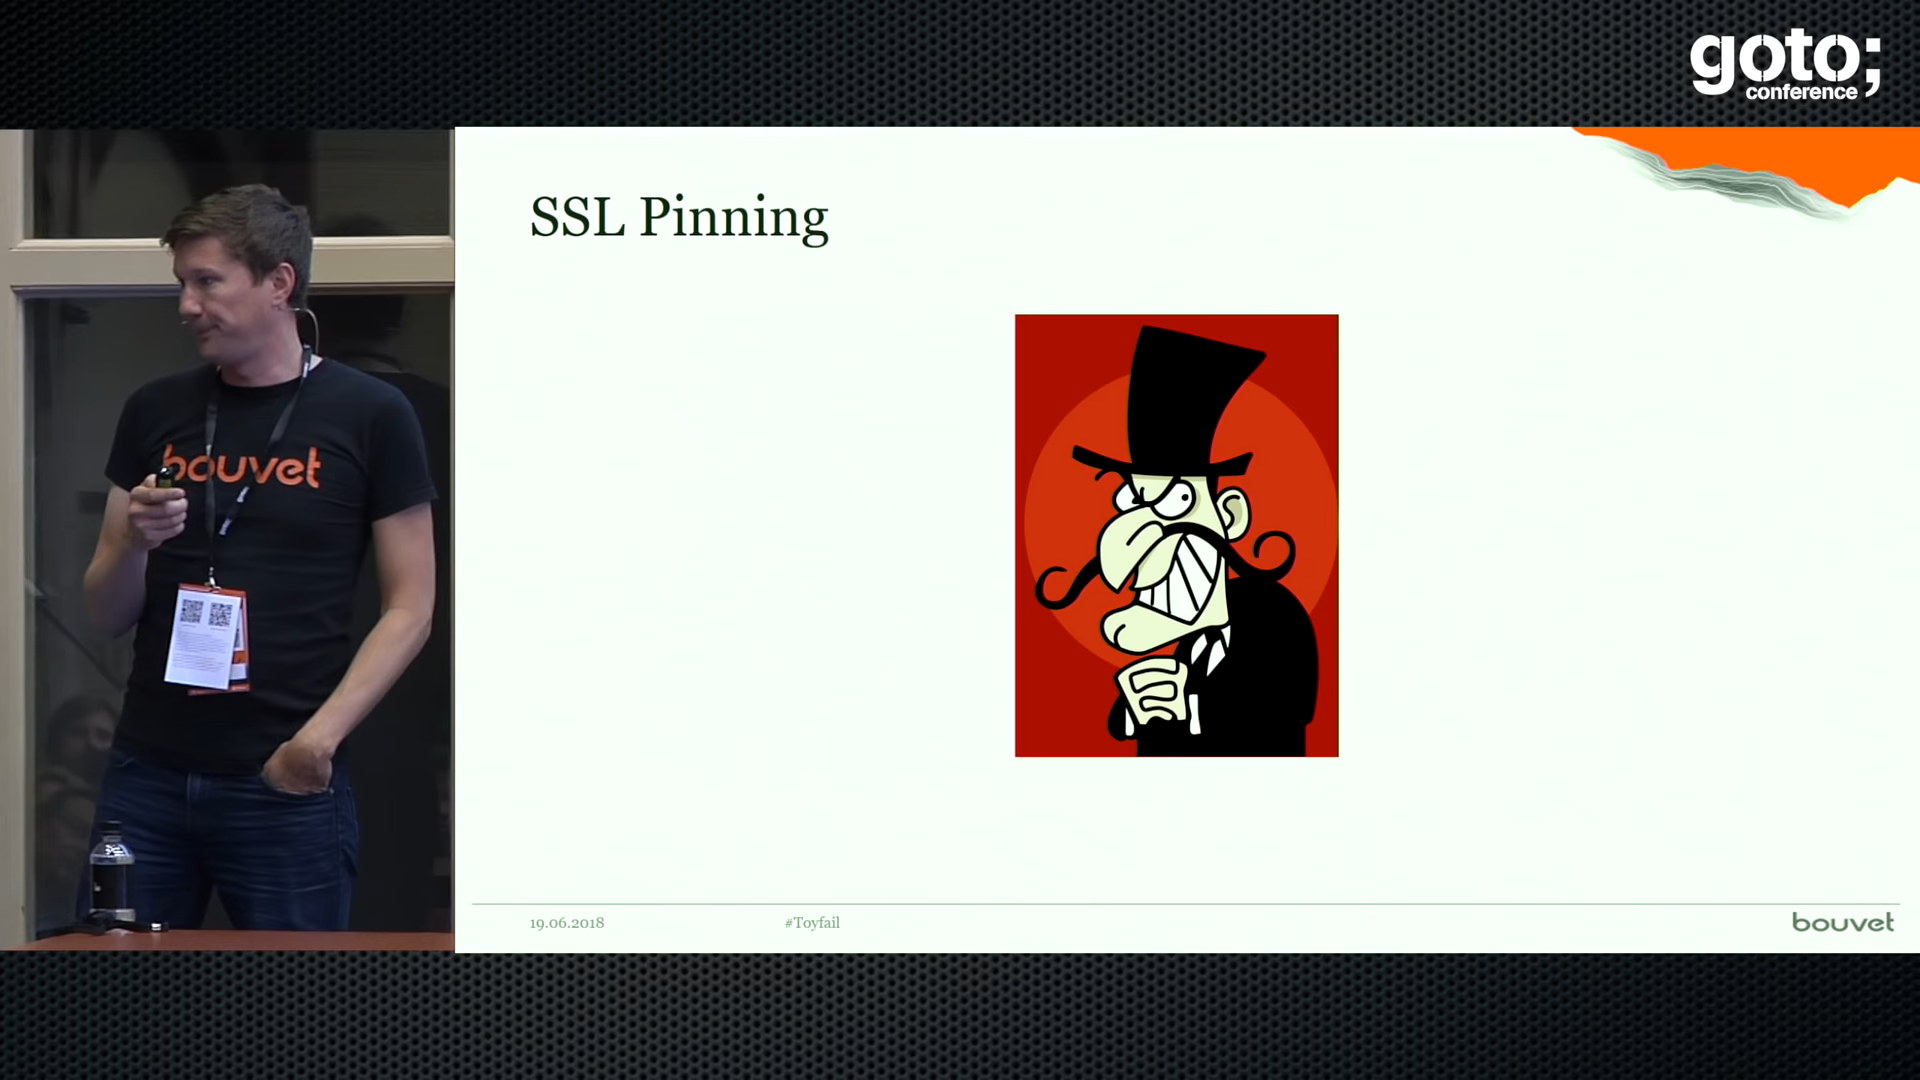 goto;
conference
SSL Pinning
bouvet
19.06.2018
#Toyfail
bouvet